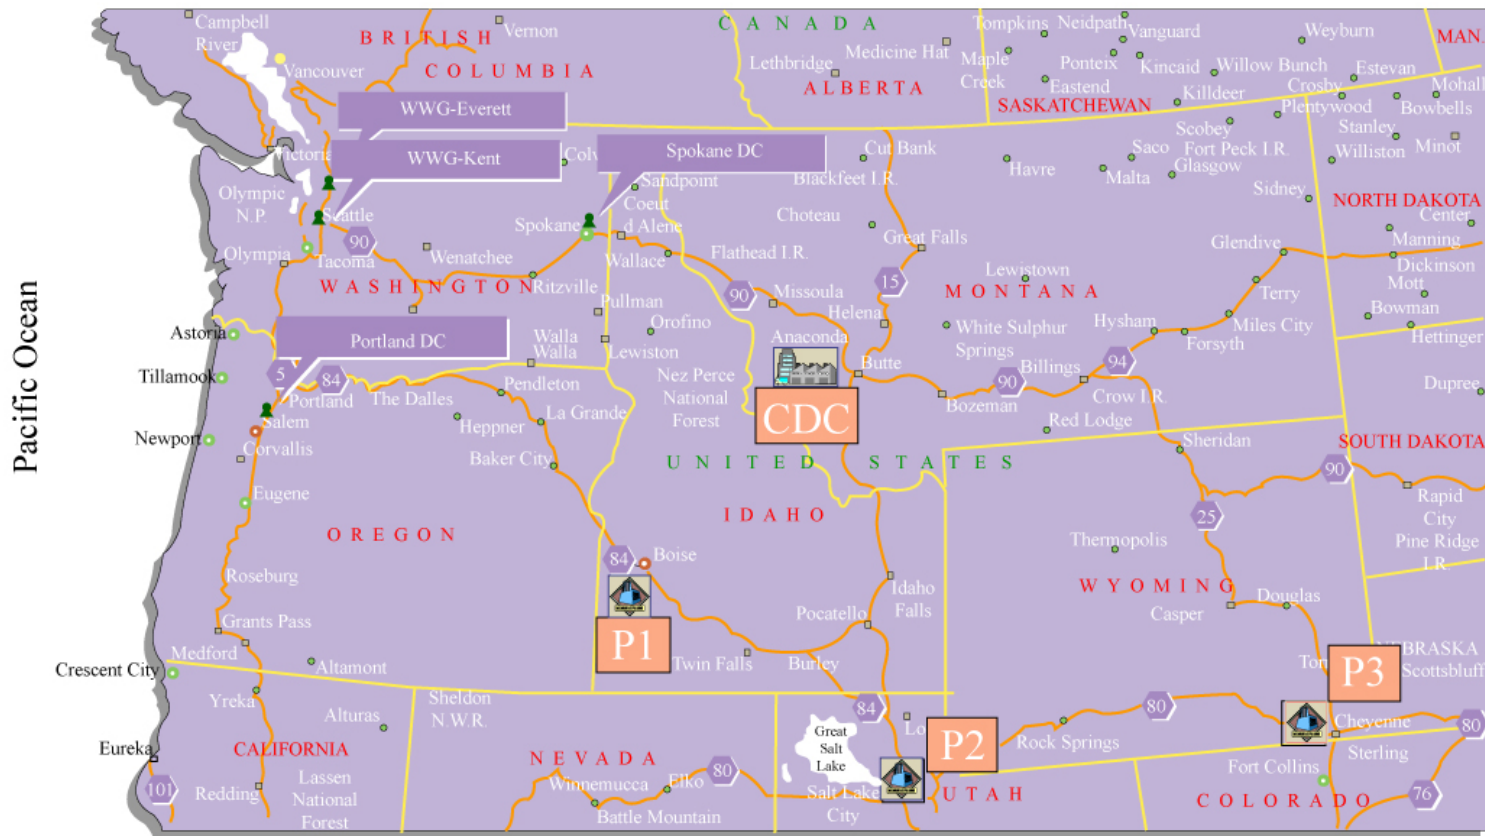 Campbell
River
Vernon
BRITISH
COLUMBIA
Vancouver
CANADA
Tompkins
Neidpath
Vanguard
Weyburn
MAN.
Medicine Hat
Maple
Creek
Ponteix
Kincaid
Willow Bunch
Estevan
Lethbridge
ALBERTA
Eastend
Killdeer
Crosby
Mohall
SASKATCHEWAN
Plentywood
Bowbells
WWG-Everett
WWG-Kent
Spokane DC
Victoria
Colv
Sandpoint
Cut Bank
Blackfeet I.R.
Havre
Saco
Malta
Glasgow
Scobey
Fort Peck I.R.
Stanley
Williston
Minot
Sidney
NORTH DAKOTA
Olympic
N.P.
Seattle
Spokane
Coeut
d Alene
Choteau
Great Falls
Center
Manning
Glendive
Dickinson
Olympia
Tacoma
90
Wenatchee
Wallace
Flathead I.R.
Lewistown
Mott
WASHINGTON
Ritzville
90
Missoula
15
MONTANA
Terry
Bowman
Pacific Ocean
Pullman
Helena
Miles City
Hettinger
Astoria
Portland DC
Walla
Walla
Orofino
Lewiston
Anaconda
White Sulphur
Springs
Hysham
Forsyth
Tillamook
5
84
Portland
The Dalles
Pendleton
Nez Perce
National
Forest
CDC
Butte
90
Billings
94
Crow I.R.
Dupree
Bozeman
Newport
Salem
Corvallis
Heppner
La Grande
Baker City
Red Lodge
Sheridan
SOUTH DAKOTA
UNITED STATES
90
Rapid
City
Pine Ridge
I.R.
Eugene
OREGON
IDAHO
25
Thermopolis
84
Boise
WYOMING
Roseburg
Idaho
Falls
Casper
Douglas
Pocatello
Grants Pass
Medford
P1
Twin Falls
Burley
NEBRASKA
Scottsbluff
Tor
P3
Crescent City
Altamont
Yreka
Sheldon
N.W.R.
Alturas
84
Lo
P2
Rock Springs
80
Cheyenne
80
Sterling
Eureka
CALIFORNIA
NEVADA
Great
Salt
Lake
Fort Collins
101
Redding
Lassen
National
Forest
Winnemucca
Elko
80
Battle Mountain
Salt Lake
City
UTAH
COLORADO
76